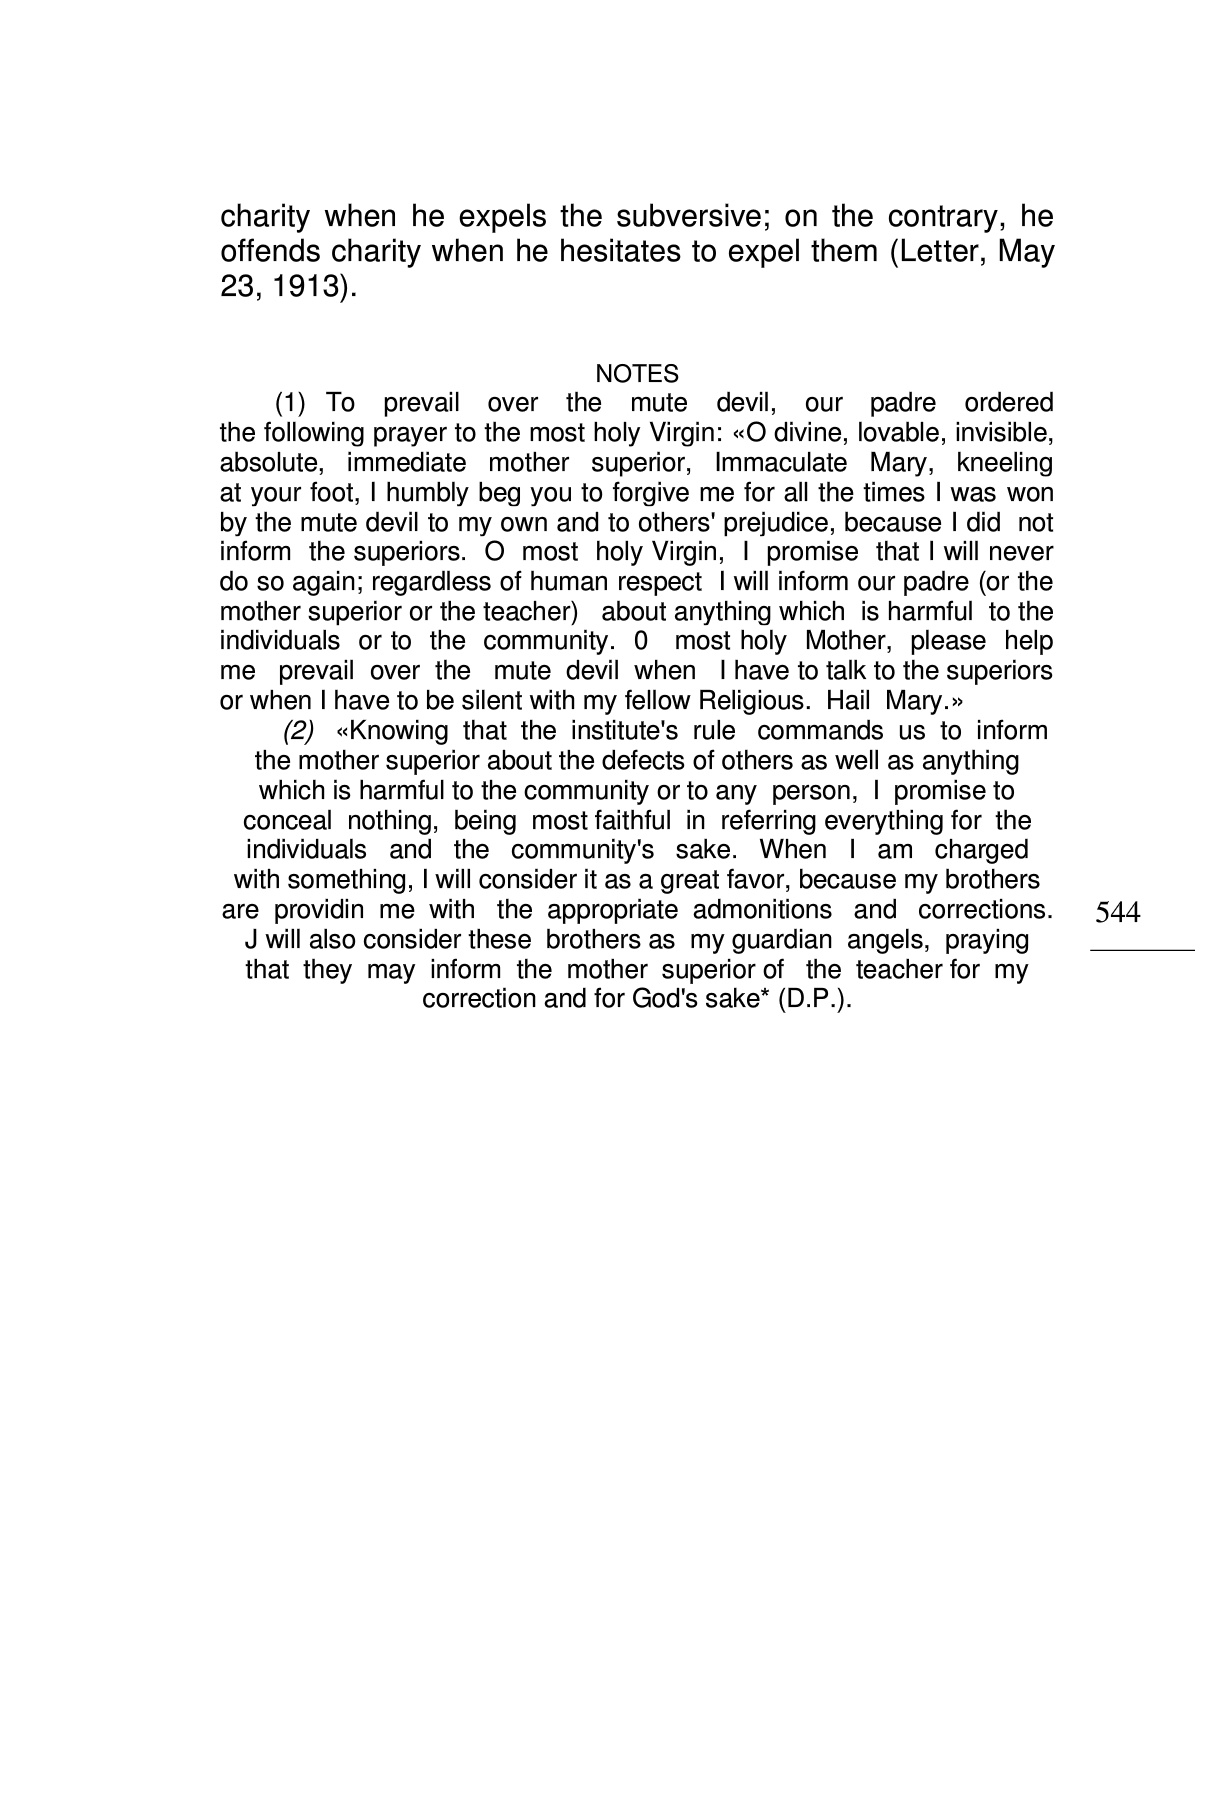 charity when he expels the subversive; on the contrary, he
offends charity when he hesitates to expel them (Letter, May
23, 1913).
NOTES
(1) To prevail over the mute devil, our padre ordered
the following prayer to the most holy Virgin: «O divine, lovable, invisible,
absolute, immediate mother superior, Immaculate Mary, kneeling
at your foot, I humbly beg you to forgive me for all the times I was won
by the mute devil to my own and to others' prejudice, because I did not
inform the superiors. O most holy Virgin, I promise that I will never
do so again; regardless of human respect I will inform our padre (or the
mother superior or the teacher) about anything which is harmful to the
individuals or to the community. 0 most holy Mother, please help
me prevail over the mute devil when I have to talk to the superiors
or when I have to be silent with my fellow Religious. Hail Mary.»
(2) «Knowing that the institute's rule commands us to inform
the mother superior about the defects of others as well as anything
which is harmful to the community or to any person, I promise to
conceal nothing, being most faithful in referring everything for the
individuals and the community's sake. When I am charged
with something, I will consider it as a great favor, because my brothers
are providin me with the appropriate admonitions and corrections.
J will also consider these brothers as my guardian angels, praying
that they may inform the mother superior of the teacher for my
correction and for God's sake* (D.P.).
544